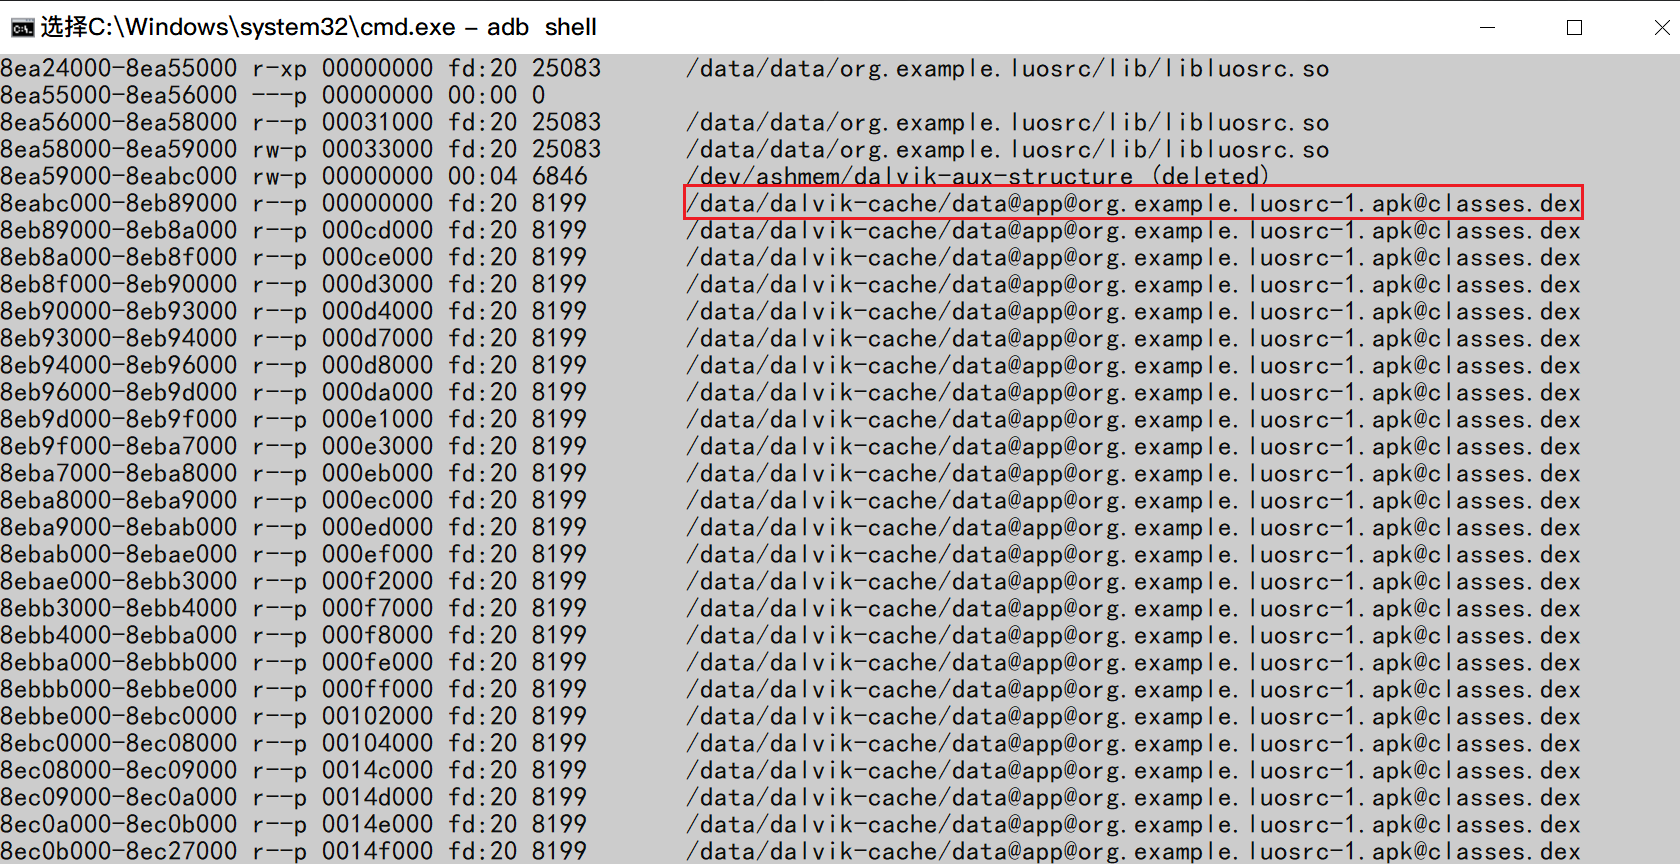 选择C:\Windows\system32\cmd.exe - adb  shell
8ea24000-8ea55000 r-xp 00000000 fd:20 25083      /data/data/org.example.luosrc/lib/libluosrc.so
8ea55000-8ea56000 ---p 00000000 00:00 0
8ea56000-8ea58000 r--p 00031000 fd:20 25083      /data/data/org.example.luosrc/lib/libluosrc.so
8ea58000-8ea59000 rw-p 00033000 fd:20 25083      /data/data/org.example.luosrc/lib/libluosrc.so
8ea59000-8eabc000 rw-p 00000000 00:04 6846       /dev/ashmem/dalvik-aux-structure (deleted)
8eabc000-8eb89000 r--p 00000000 fd:20 8199       /data/dalvik-cache/data@app@org.example.luosrc-1.apk@classes.dex
8eb89000-8eb8a000 r--p 000cd000 fd:20 8199       /data/dalvik-cache/data@app@org.example.luosrc-1.apk@classes.dex
8eb8a000-8eb8f000 r--p 000ce000 fd:20 8199       /data/dalvik-cache/data@app@org.example.luosrc-1.apk@classes.dex
8eb8f000-8eb90000 r--p 000d3000 fd:20 8199       /data/dalvik-cache/data@app@org.example.luosrc-1.apk@classes.dex
8eb90000-8eb93000 r--p 000d4000 fd:20 8199       /data/dalvik-cache/data@app@org.example.luosrc-1.apk@classes.dex
8eb93000-8eb94000 r--p 000d7000 fd:20 8199       /data/dalvik-cache/data@app@org.example.luosrc-1.apk@classes.dex
8eb94000-8eb96000 r--p 000d8000 fd:20 8199       /data/dalvik-cache/data@app@org.example.luosrc-1.apk@classes.dex
8eb96000-8eb9d000 r--p 000da000 fd:20 8199       /data/dalvik-cache/data@app@org.example.luosrc-1.apk@classes.dex
8eb9d000-8eb9f000 r--p 000e1000 fd:20 8199       /data/dalvik-cache/data@app@org.example.luosrc-1.apk@classes.dex
8eb9f000-8eba7000 r--p 000e3000 fd:20 8199       /data/dalvik-cache/data@app@org.example.luosrc-1.apk@classes.dex
8eba7000-8eba8000 r--p 000eb000 fd:20 8199       /data/dalvik-cache/data@app@org.example.luosrc-1.apk@classes.dex
8eba8000-8eba9000 r--p 000ec000 fd:20 8199       /data/dalvik-cache/data@app@org.example.luosrc-1.apk@classes.dex
8eba9000-8ebab000 r--p 000ed000 fd:20 8199       /data/dalvik-cache/data@app@org.example.luosrc-1.apk@classes.dex
8ebab000-8ebae000 r--p 000ef000 fd:20 8199       /data/dalvik-cache/data@app@org.example.luosrc-1.apk@classes.dex
8ebae000-8ebb3000 r--p 000f2000 fd:20 8199       /data/dalvik-cache/data@app@org.example.luosrc-1.apk@classes.dex
8ebb3000-8ebb4000 r--p 000f7000 fd:20 8199       /data/dalvik-cache/data@app@org.example.luosrc-1.apk@classes.dex
8ebb4000-8ebba000 r--p 000f8000 fd:20 8199       /data/dalvik-cache/data@app@org.example.luosrc-1.apk@classes.dex
8ebba000-8ebbb000 r--p 000fe000 fd:20 8199       /data/dalvik-cache/data@app@org.example.luosrc-1.apk@classes.dex
8ebbb000-8ebbe000 r--p 000ff000 fd:20 8199       /data/dalvik-cache/data@app@org.example.luosrc-1.apk@classes.dex
8ebbe000-8ebc0000 r--p 00102000 fd:20 8199       /data/dalvik-cache/data@app@org.example.luosrc-1.apk@classes.dex
8ebc0000-8ec08000 r--p 00104000 fd:20 8199       /data/dalvik-cache/data@app@org.example.luosrc-1.apk@classes.dex
8ec08000-8ec09000 r--p 0014c000 fd:20 8199       /data/dalvik-cache/data@app@org.example.luosrc-1.apk@classes.dex
8ec09000-8ec0a000 r--p 0014d000 fd:20 8199       /data/dalvik-cache/data@app@org.example.luosrc-1.apk@classes.dex
8ec0a000-8ec0b000 r--p 0014e000 fd:20 8199       /data/dalvik-cache/data@app@org.example.luosrc-1.apk@classes.dex
8ec0b000-8ec27000 r--p 0014f000 fd:20 8199       /data/dalvik-cache/data@app@org.example.luosrc-1.apk@classes.dex